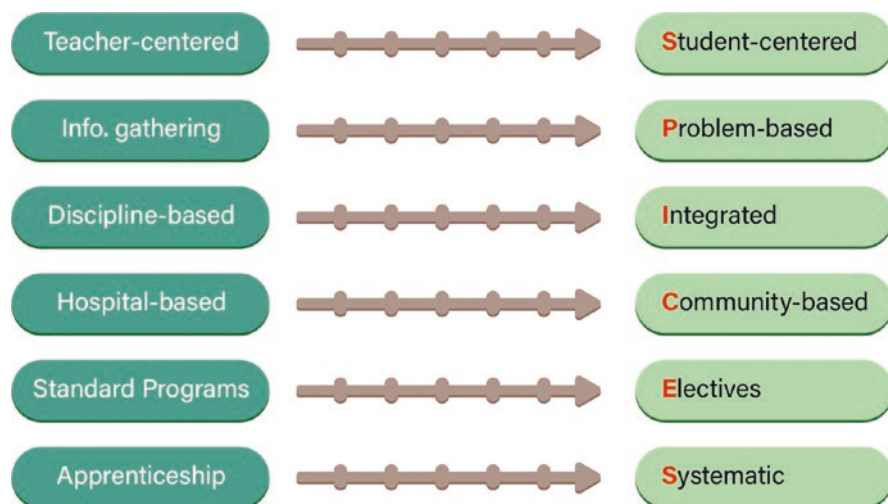 Teacher-centered Student-centered
Info. gathering Problem-based
Discipline-based Integrated
Hospital-based Community-based
Standard Programs Electives
Apprenticeship Systematic